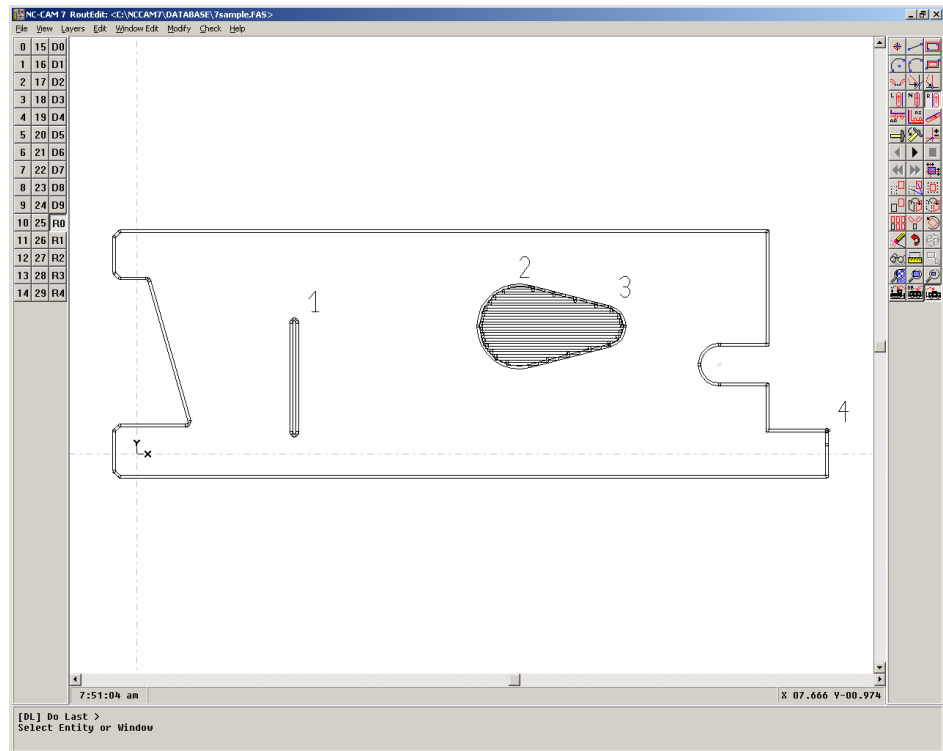 NC-CAM 7 RoutEdit: <C:\NCCAM7\DATABASE\7sample.FAS>
File View Layers Edit Window Edit Modify Check Help
0 15 D0
1 16 D1
2 17 D2
3 18 D3
4 19 D4
5 20 D5
6 21 D6
7 22 D7
8 23 D8
9 24 D9
10 25 R0
11 26 R1
12 27 R2
13 28 R3
14 29 R4
2
3
1
4
Y
X
7:51:04 am
X 07.666 Y-00.974
[DL] Do Last >
Select Entity or Window